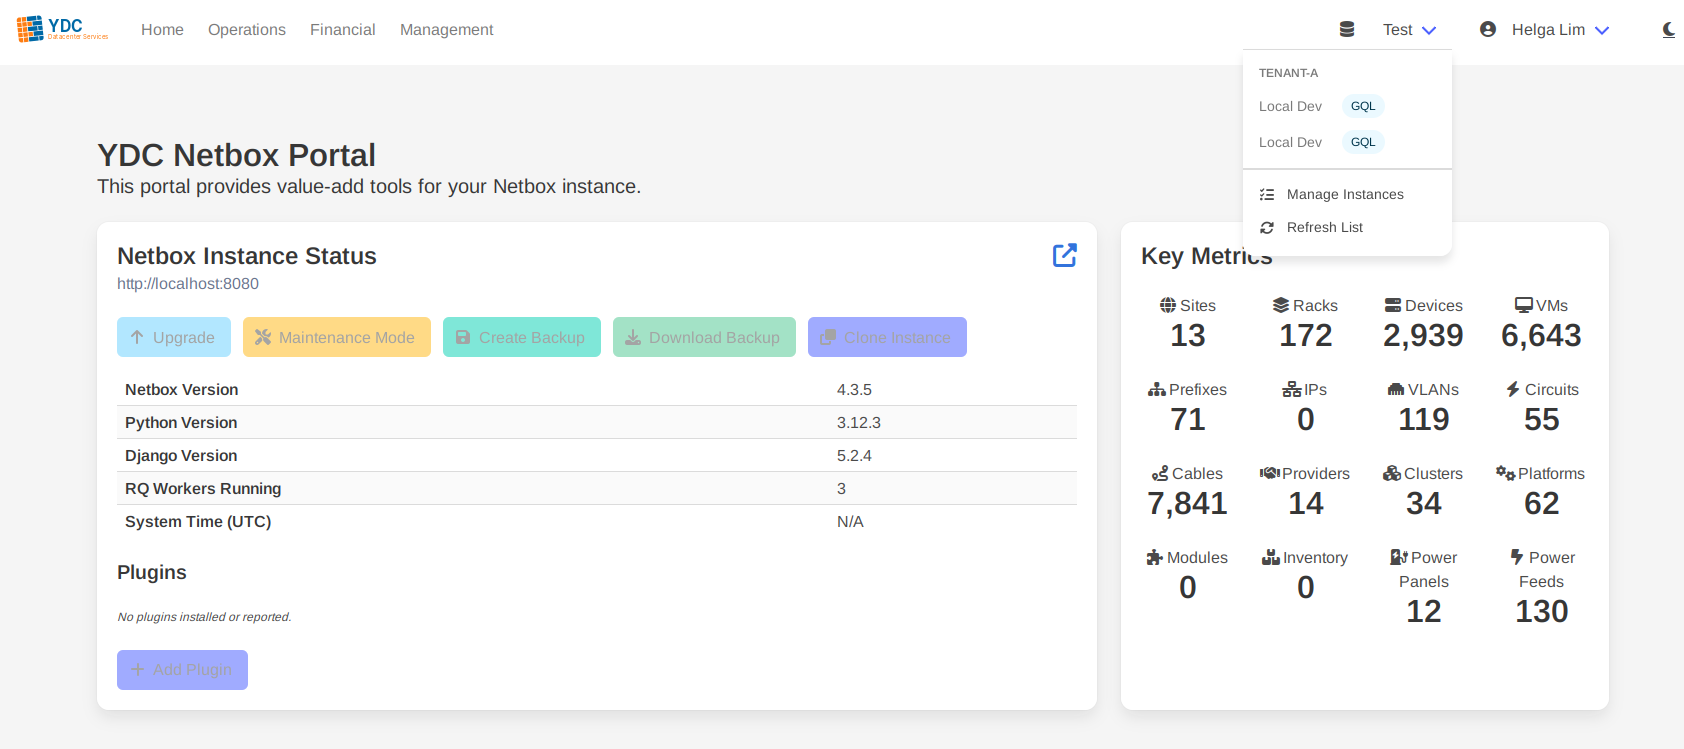 YDC
Datacenter Services
Home Operations Financial Management
Test
Helga Lim
TENANT-A
Local Dev GQL
Local Dev GQL
Manage Instances
Refresh List
YDC Netbox Portal
This portal provides value-add tools for your Netbox instance.
Netbox Instance Status
http://localhost:8080
Upgrade Maintenance Mode Create Backup Download Backup Clone Instance
Netbox Version 4.3.5
Python Version 3.12.3
Django Version 5.2.4
RQ Workers Running 3
System Time (UTC) N/A
Plugins
No plugins installed or reported.
Add Plugin
Key Metrics
Sites Racks Devices VMs
13 172 2,939 6,643
Prefixes IPs VLANs Circuits
71 0 119 55
Cables Providers Clusters Platforms
7,841 14 34 62
Modules Inventory Power Panels Power Feeds
0 0 12 130